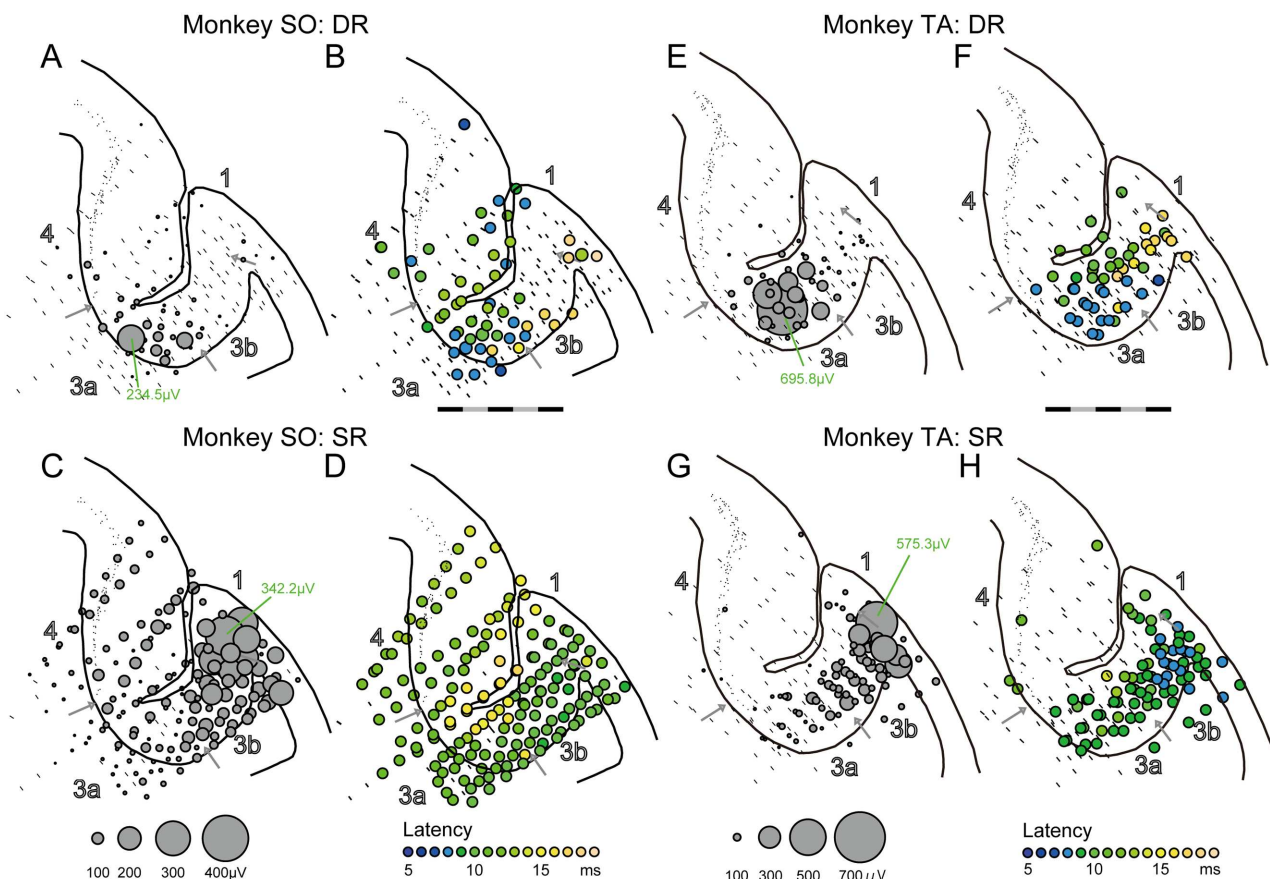 Monkey SO: DR
Monkey TA: DR
A
B
E
F
1
4
3b
3a
234.5μV
1
4
3b
3a
1
4
3b
3a
695.8μV
1
4
3b
3a
Monkey SO: SR
Monkey TA: SR
C
D
G
H
1
342.2μV
4
3b
3a
1
4
3b
3a
1
575.3μV
4
3b
3a
1
4
3b
3a
100 200 300 400μV
Latency
5 10 15 ms
100 300 500 700μV
Latency
5 10 15 ms